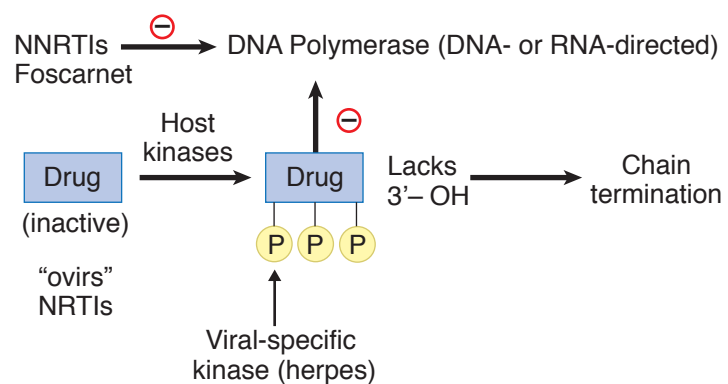 NNRTIs
Foscarnet
DNA Polymerase (DNA- or RNA-directed)
Host
kinases
Drug
(inactive)
"ovirs"
NRTIs
Drug
P P P
Viral-specific
kinase (herpes)
Lacks
3’– OH
Chain
termination